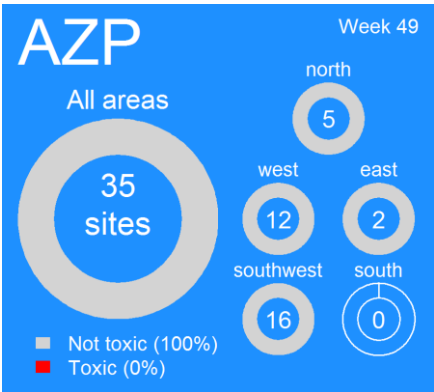 AZP
Week 49
All areas
35
sites
north
5
west
12
east
2
southwest
16
south
0
Not toxic (100%)
Toxic (0%)